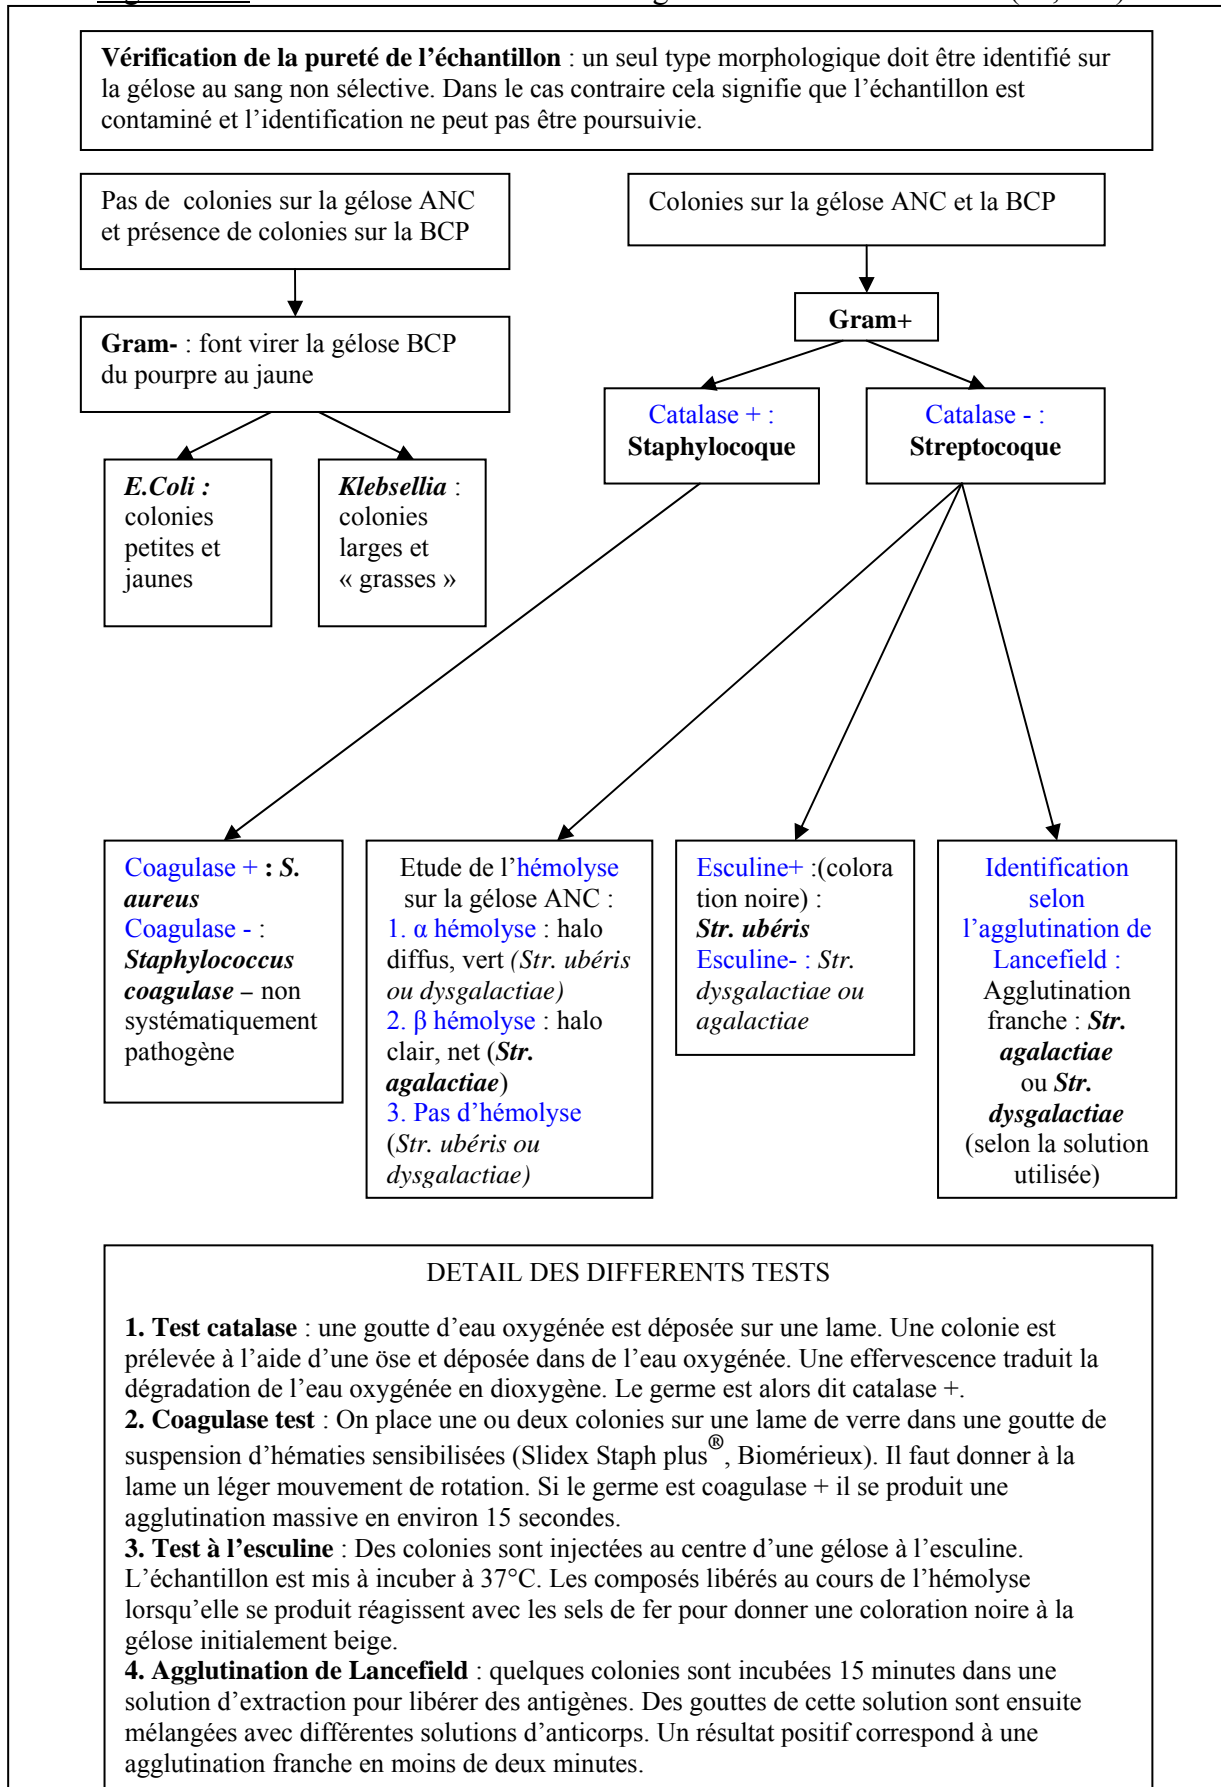 Vérification de la pureté de l'échantillon : un seul type morphologique doit être identifié sur
la gélose au sang non sélective. Dans le cas contraire cela signifie que l'échantillon est
contaminé et l'identification ne peut pas être poursuivie.
Pas de colonies sur la gélose ANC
et présence de colonies sur la BCP
Colonies sur la gélose ANC et la BCP
Gram+
Gram- : font virer la gélose BCP
du pourpre au jaune
Catalase + :
Staphylocoque
Catalase - :
Streptocoque
E.Coli :
colonies
petites et
jaunes
Klebsellia :
colonies
larges et
« grasses »
Coagulase + : S.
aureus
Coagulase - :
Staphylococcus
coagulase – non
systématiquement
pathogène
Etude de l'hémolyse
sur la gélose ANC :
1. α hémolyse : halo
diffus, vert (Str. ubéris
ou dysgalactiae)
2. β hémolyse : halo
clair, net (Str.
agalactiae)
3. Pas d'hémolyse
(Str. ubéris ou
dysgalactiae)
Esculine+ :(colora
tion noire) :
Str. ubéris
Esculine- : Str.
dysgalactiae ou
agalactiae
Identification
selon
l'agglutination de
Lancefield :
Agglutination
franche : Str.
agalactiae
ou Str.
dysgalactiae
(selon la solution
utilisée)
DETAIL DES DIFFERENTS TESTS
1. Test catalase : une goutte d'eau oxygénée est déposée sur une lame. Une colonie est
prélevée à l'aide d'une öse et déposée dans de l'eau oxygénée. Une effervescence traduit la
dégradation de l'eau oxygénée en dioxygène. Le germe est alors dit catalase +.
2. Coagulase test : On place une ou deux colonies sur une lame de verre dans une goutte de
suspension d'hématies sensibilisées (Slidex Staph plus®, Biomérieux). Il faut donner à la
lame un léger mouvement de rotation. Si le germe est coagulase + il se produit une
agglutination massive en environ 15 secondes.
3. Test à l'esculine : Des colonies sont injectées au centre d'une gélose à l'esculine.
L'échantillon est mis à incuber à 37°C. Les composés libérés au cours de l'hémolyse
lorsqu'elle se produit réagissent avec les sels de fer pour donner une coloration noire à la
gélose initialement beige.
4. Agglutination de Lancefield : quelques colonies sont incubées 15 minutes dans une
solution d'extraction pour libérer des antigènes. Des gouttes de cette solution sont ensuite
mélangées avec différentes solutions d'anticorps. Un résultat positif correspond à une
agglutination franche en moins de deux minutes.